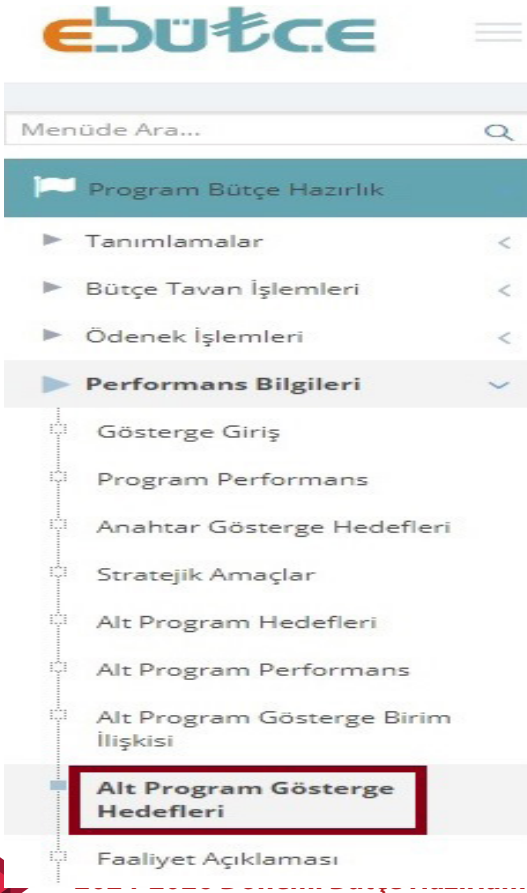 ebütçe
Menüde Ara...
Program Bütçe Hazırlık
Tanımlamalar
Bütçe Tavan İşlemleri
Ödenek İşlemleri
Performans Bilgileri
Gösterge Giriş
Program Performans
Anahtar Gösterge Hedefleri
Stratejik Amaçlar
Alt Program Hedefleri
Alt Program Performans
Alt Program Gösterge Birim
İlişkisi
Alt Program Gösterge
Hedefleri
Faaliyet Açıklaması